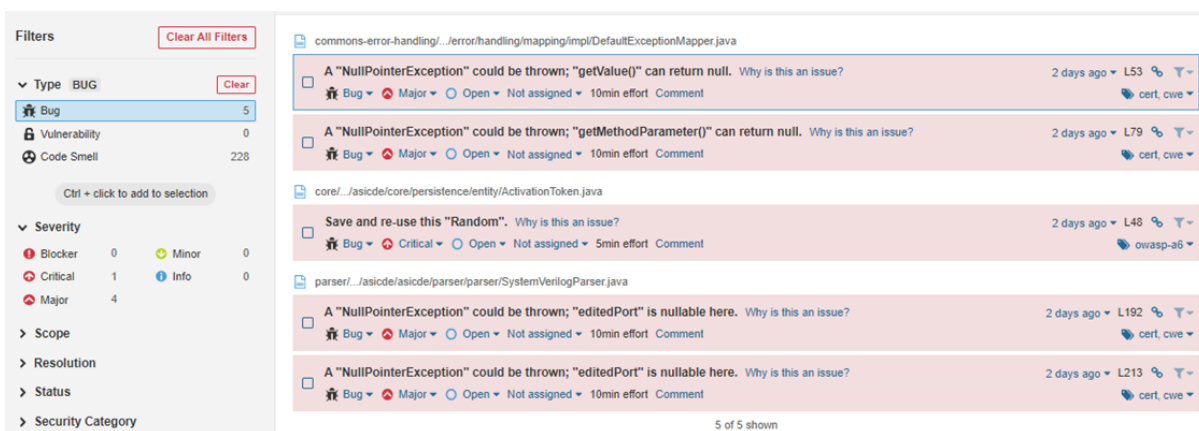 Filters
Clear All Filters
Type BUG
Clear
Bug 5
Vulnerability 0
Code Smell 228
Ctrl + click to add to selection
Severity
Blocker 0 Minor 0
Critical 1 Info 0
Major 4
Scope
Resolution
Status
Security Category
commons-error-handling/.../error/handling/mapping/impl/DefaultExceptionMapper.java
A "NullPointerException" could be thrown; "getValue()" can return null. Why is this an issue? 2 days ago L53
Bug Major Open Not assigned 10min effort Comment cert, cwe
A "NullPointerException" could be thrown; "getMethodParameter()" can return null. Why is this an issue? 2 days ago L79
Bug Major Open Not assigned 10min effort Comment cert, cwe
core/.../asicde/core/persistence/entity/ActivationToken.java
Save and re-use this "Random". Why is this an issue? 2 days ago L48
Bug Critical Open Not assigned 5min effort Comment owasp-a6
parser/.../asicde/asicde/parser/parser/SystemVerilogParser.java
A "NullPointerException" could be thrown; "editedPort" is nullable here. Why is this an issue? 2 days ago L192
Bug Major Open Not assigned 10min effort Comment cert, cwe
A "NullPointerException" could be thrown; "editedPort" is nullable here. Why is this an issue? 2 days ago L213
Bug Major Open Not assigned 10min effort Comment cert, cwe
5 of 5 shown